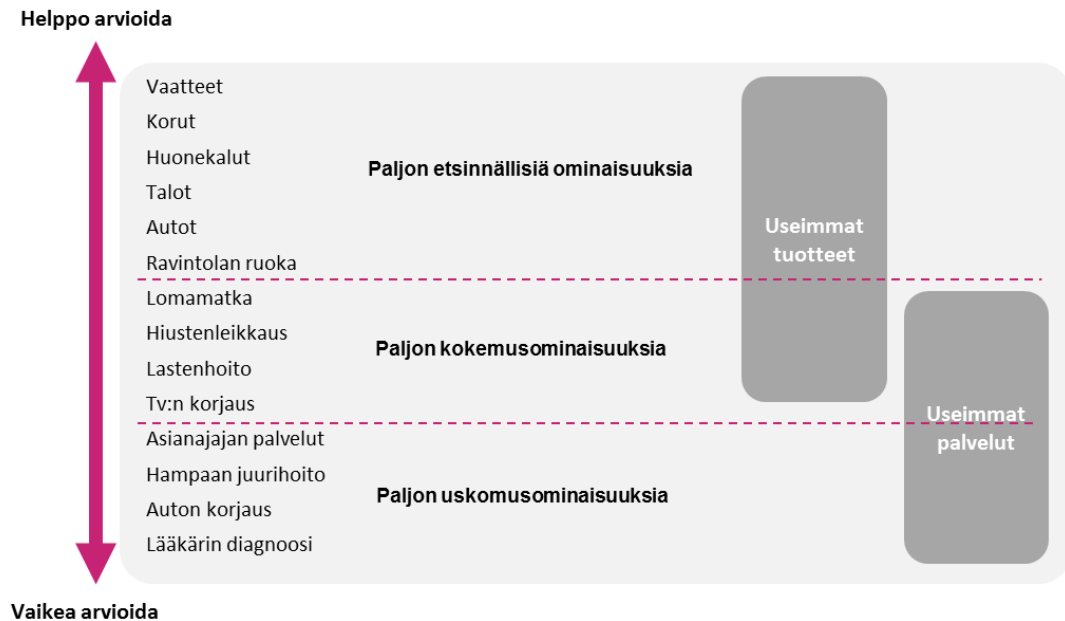 Helppo arvioida
Vaatteet
Korut
Huonekalut
Talot
Autot
Ravintolan ruoka
Paljon etsinnällisiä ominaisuuksia
Useimmat
tuotteet
Lomamatka
Hiustenleikkaus
Lastenhoito
Tv:n korjaus
Paljon kokemusominaisuuksia
Useimmat
palvelut
Asianajajan palvelut
Hampaan juurihoito
Auton korjaus
Lääkärin diagnoosi
Paljon uskomusominaisuuksia
Vaikea arvioida